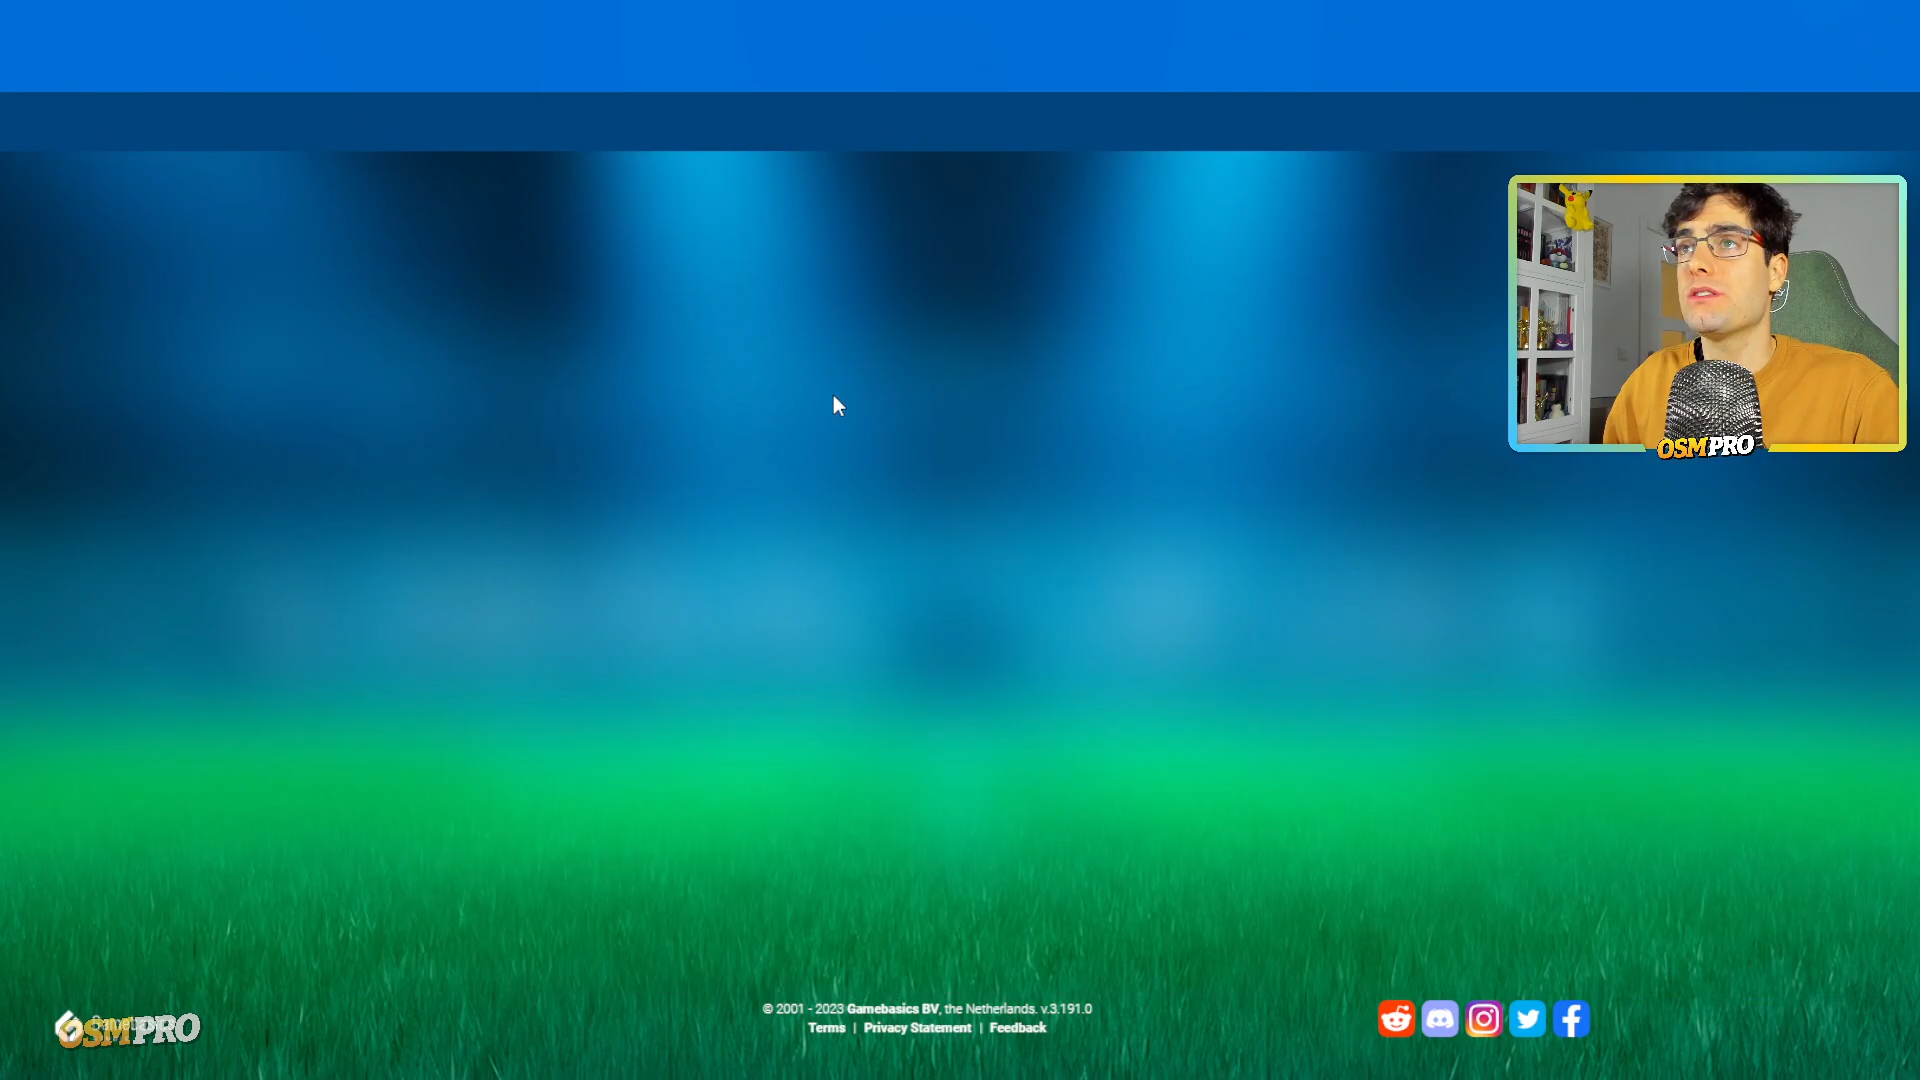 OSMPRO
© 2001 - 2023 Gamebasics BV, the Netherlands. v.3.191.0
Terms | Privacy Statement | Feedback
OSMPRO